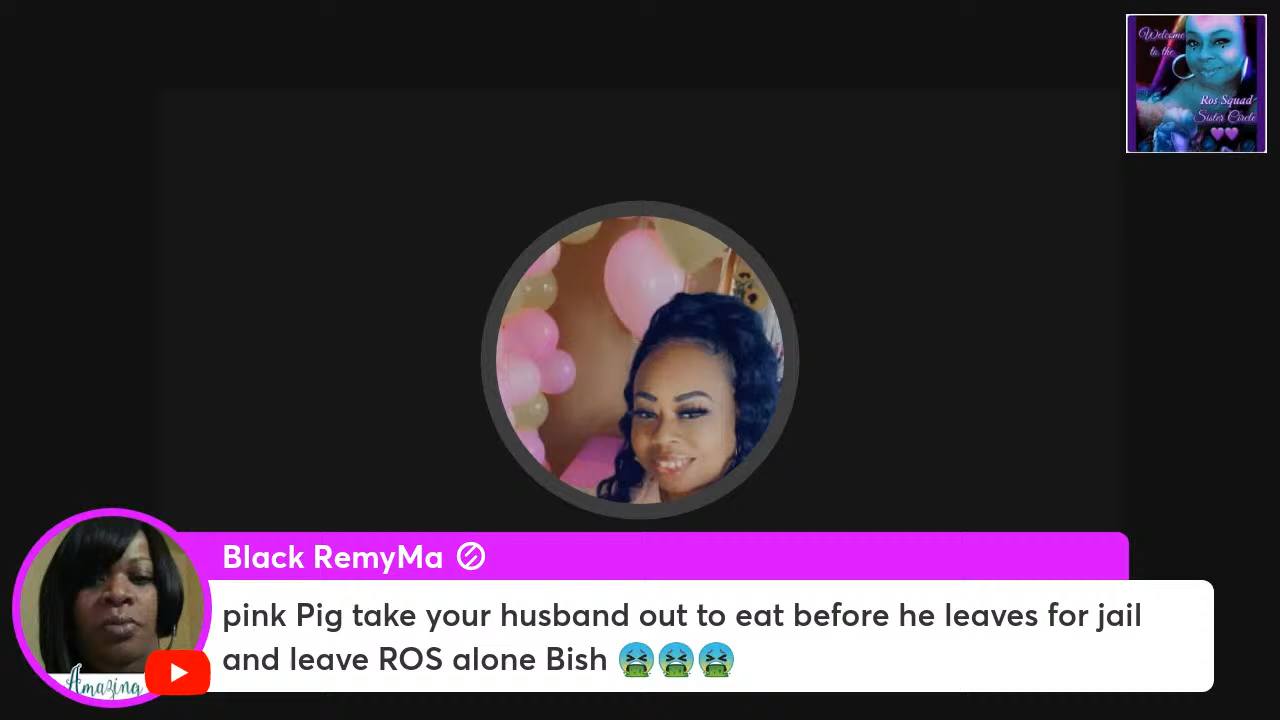 Welcome
to the
Ros Squad
Sister Circle
Black RemyMa
pink Pig take your husband out to eat before he leaves for jail
and leave ROS alone Bish 🤮🤮🤮
Amazing